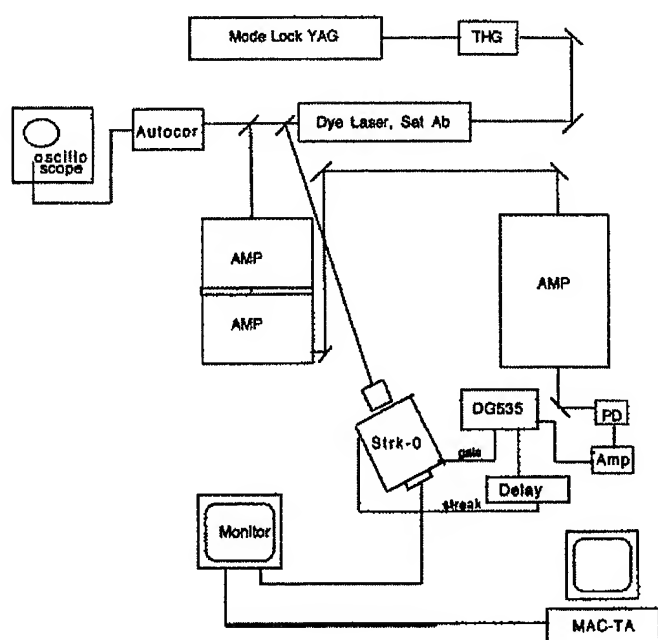 Mode Lock YAG
THG
oscillo
scope
Autocor
Dye Laser, Sat Ab
AMP
AMP
AMP
DG535
PD
Strk-0
gate
Amp
Delay
streak
Monitor
MAC-TA